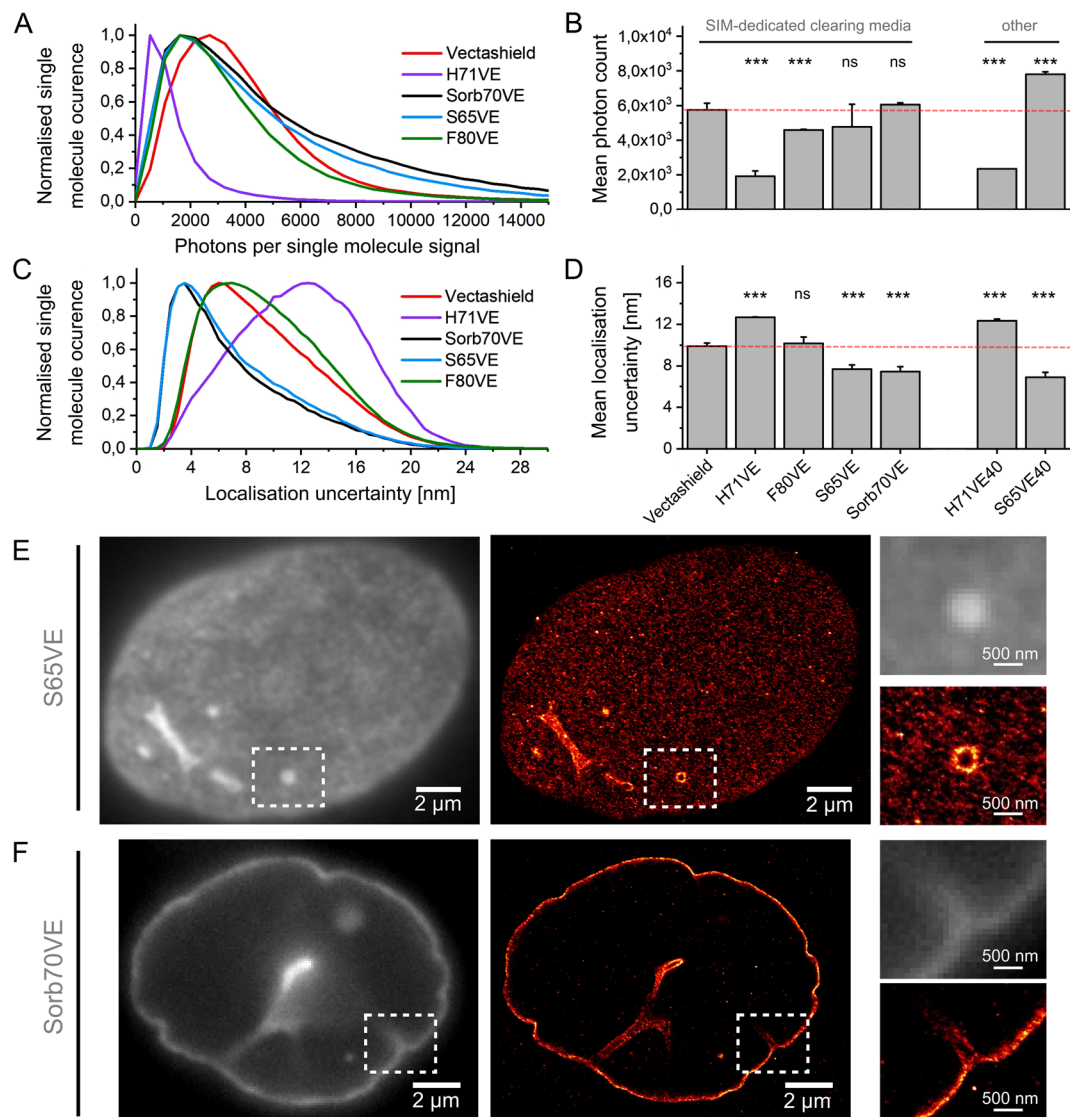 A
Normalised single
molecule ocurence
1,0
0,8
0,6
0,4
0,2
0,0
0 2000 4000 6000 8000 10000 12000 14000
Photons per single molecule signal
Vectashield
H71VE
Sorb70VE
S65VE
F80VE
B
SIM-dedicated clearing media
other
Mean photon count
1,0x10⁴
8,0x10³
6,0x10³
4,0x10³
2,0x10³
0,0
*** *** ns ns *** ***
C
Normalised single
molecule ocurence
1,0
0,8
0,6
0,4
0,2
0,0
0 4 8 12 16 20 24 28
Localisation uncertainty [nm]
Vectashield
H71VE
Sorb70VE
S65VE
F80VE
D
Mean localisation
uncertainty [nm]
16
12
8
4
0
*** ns *** *** *** ***
Vectashield
H71VE
F80VE
S65VE
Sorb70VE
H71VE40
S65VE40
E
S65VE
2 µm
2 µm
500 nm
500 nm
F
Sorb70VE
2 µm
2 µm
500 nm
500 nm